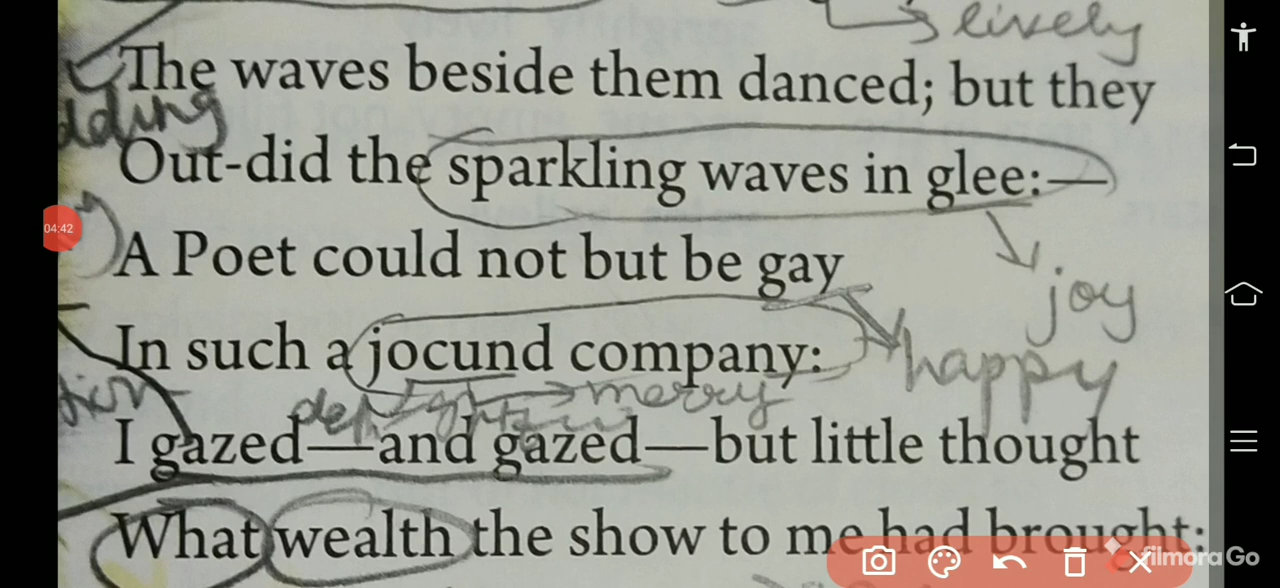 lively
The waves beside them danced; but they
dding
Out-did the sparkling waves in glee:—
04:42
A Poet could not but be gay
joy
In such a jocund company:
happy
merry
I gazed—and gazed—but little thought
What wealth the show to me had brought:
filmoraGo